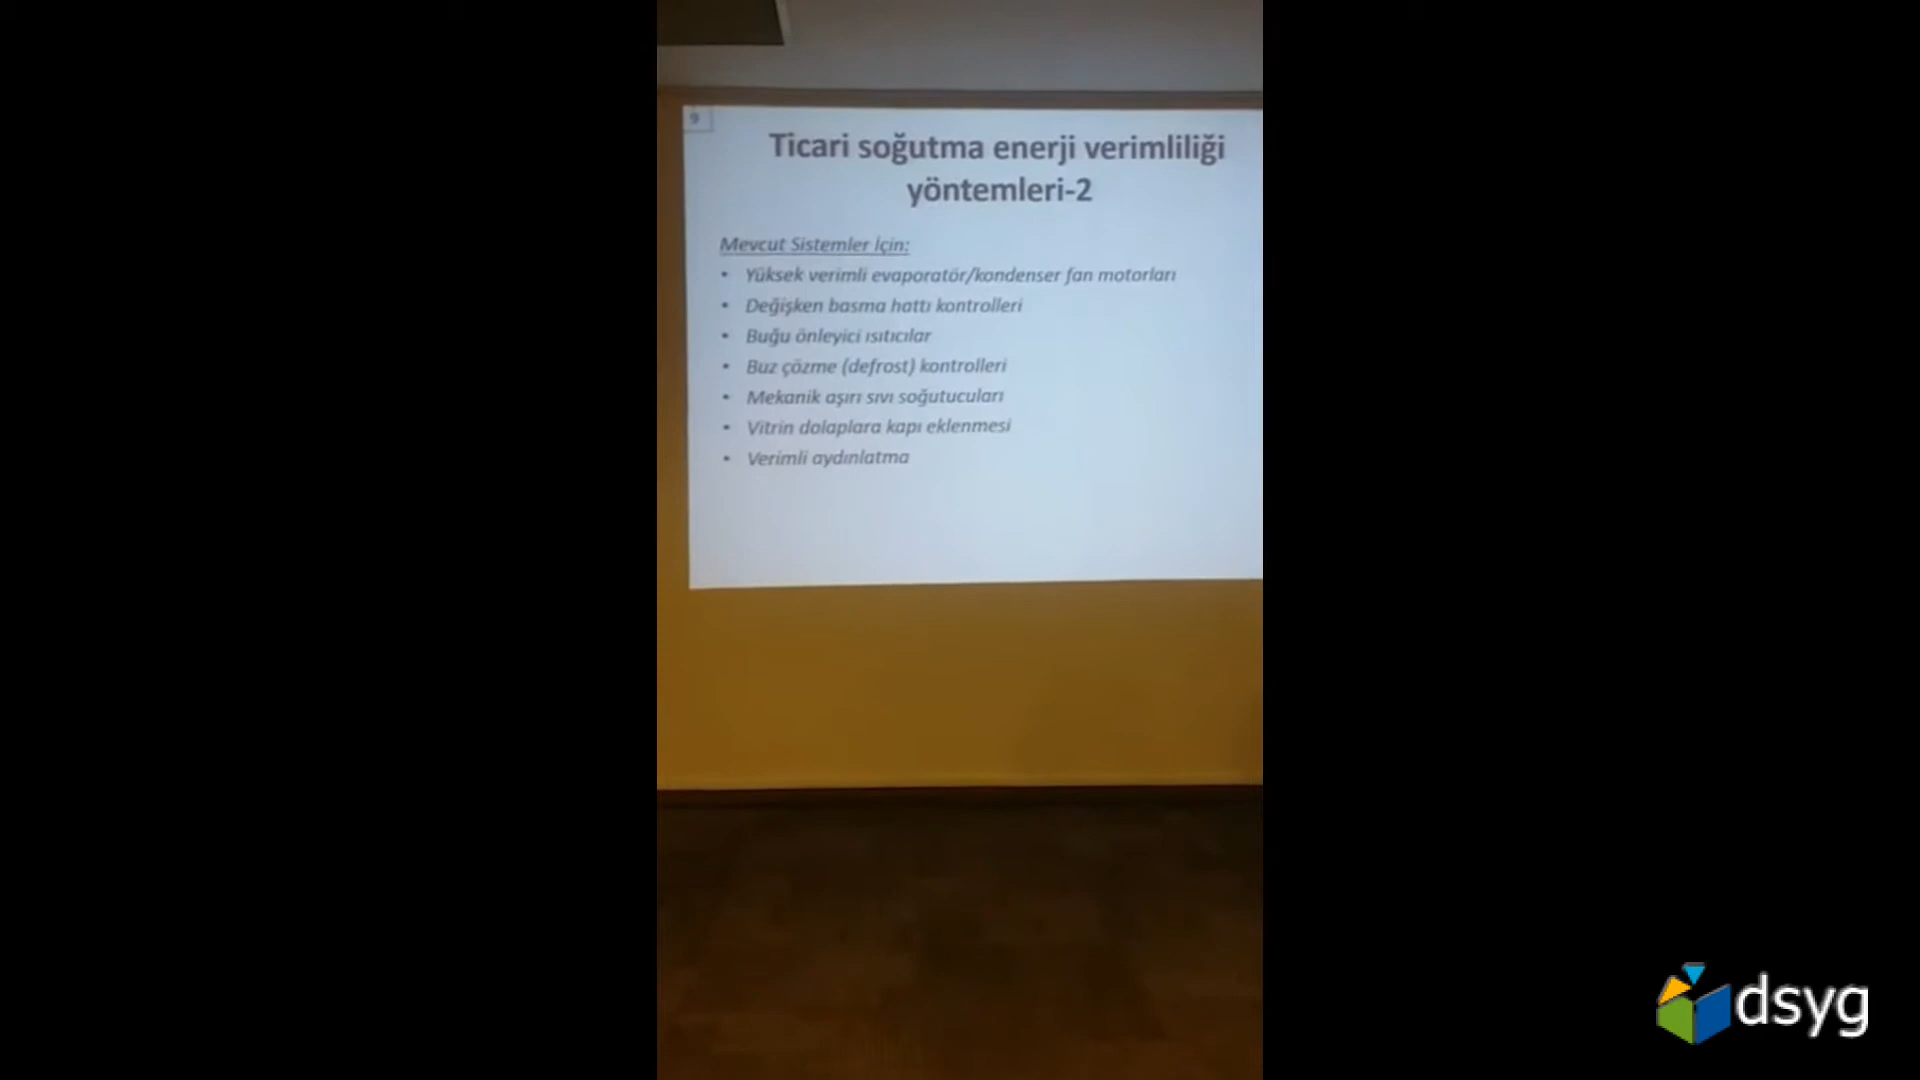 9
Ticari soğutma enerji verimliliği
yöntemleri-2
Mevcut Sistemler İçin:
• Yüksek verimli evaporatör/kondenser fan motorları
• Değişken basma hattı kontrolleri
• Buğu önleyici ısıtıcılar
• Buz çözme (defrost) kontrolleri
• Mekanik aşırı sıvı soğutucuları
• Vitrin dolaplara kapı eklenmesi
• Verimli aydınlatma
dsyg